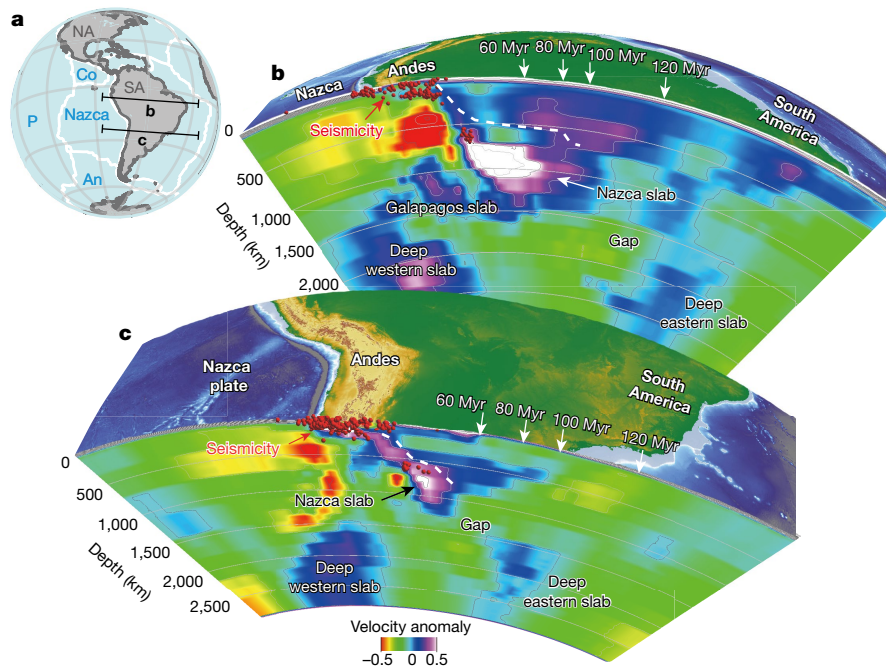 a
NA
Co
SA
b
P
Nazca
c
An
b
Nazca
Andes
60 Myr
80 Myr
100 Myr
120 Myr
South
America
Seismicity
0
500
1,000
1,500
2,000
Depth (km)
Nazca slab
Galapagos slab
Gap
Deep
western slab
Deep
eastern slab
c
Nazca
plate
Andes
South
America
60 Myr
80 Myr
100 Myr
120 Myr
Seismicity
0
500
1,000
1,500
2,000
2,500
Depth (km)
Nazca slab
Gap
Deep
western slab
Deep
eastern slab
Velocity anomaly
–0.5 0 0.5